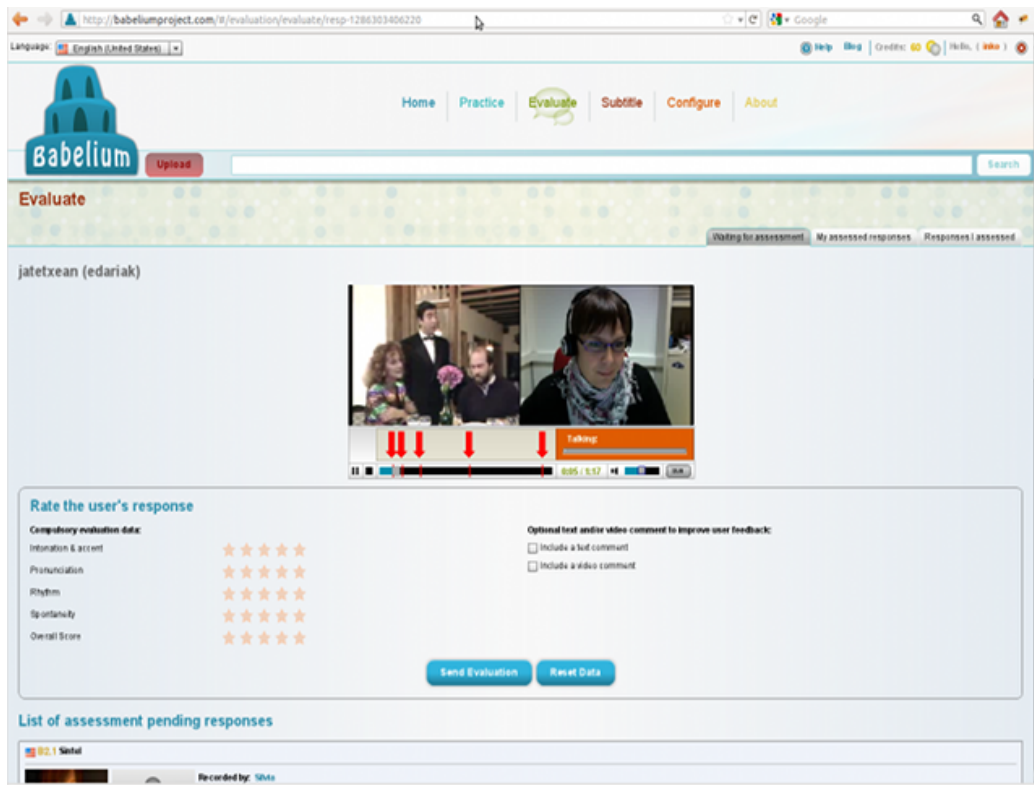 http://babeliumproject.com/#/evaluation/evaluate/resp-1286303406220
Google
Language: English (United States)
Help Blog Credits: 60 Hello, ( inko )
Home Practice Evaluate Subtitle Configure About
Babelium
Upload
Search
Evaluate
Waiting for assessment My assessed responses Responses I assessed
jatetxean (edariak)
Talking:
0:05 / 1:17 SUB
Rate the user's response
Compulsory evaluation data:
Optional text and/or video comment to improve user feedback:
Intonation & accent
Include a text comment
Pronunciation
Include a video comment
Rhythm
Spontaneity
Overall Score
Send Evaluation Reset Data
List of assessment pending responses
B2.1 Sintel
Recorded by: Silvia